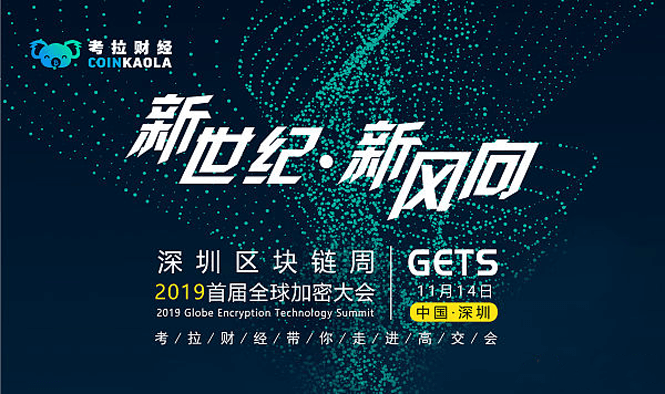 考拉财经
COINKAOLA
新世纪·新风向
深圳区块链周
2019首届全球加密大会
2019 Globe Encryption Technology Summit
GETS
11月14日
中国·深圳
考/拉/财/经/带/你/走/进/高/交/会